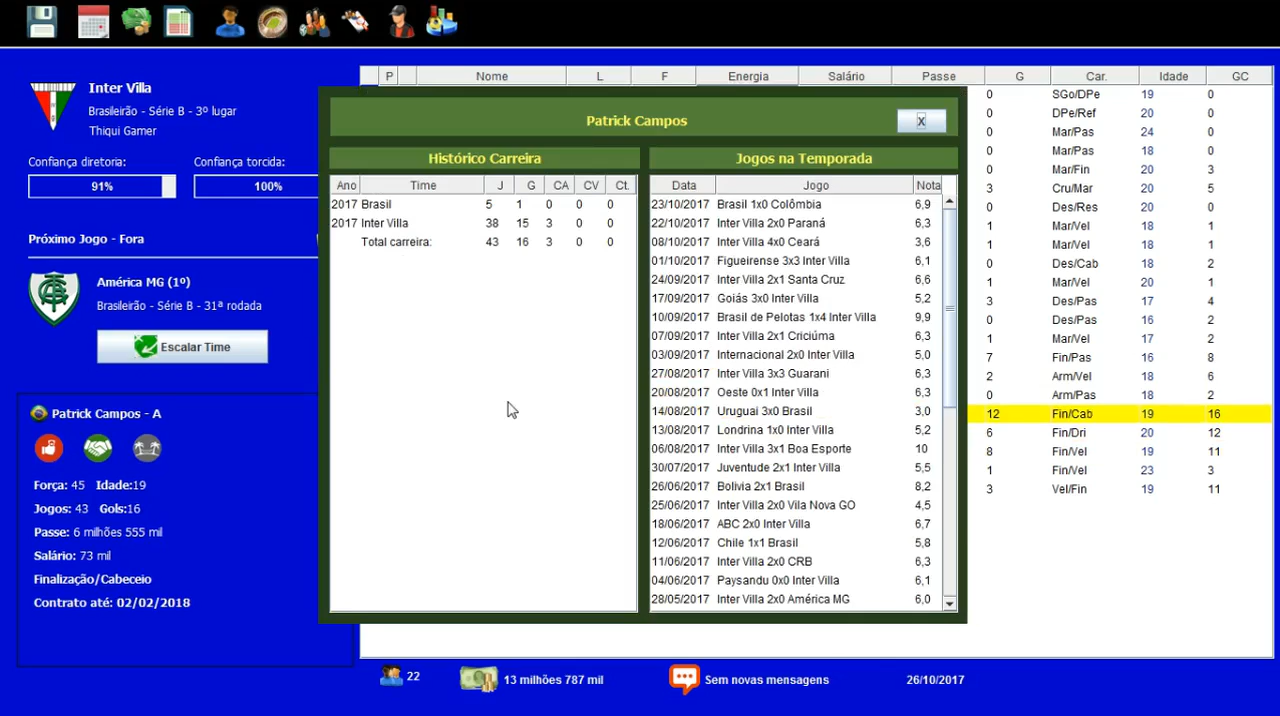 Inter Villa
Brasileirão - Série B - 3º lugar
Thiqui Gamer
Confiança diretoria:
Confiança torcida:
91%
100%
Próximo Jogo - Fora
América MG (1º)
Brasileirão - Série B - 31ª rodada
Escalar Time
Patrick Campos - A
Força: 45 Idade:19
Jogos: 43 Gols:16
Passe: 6 milhões 555 mil
Salário: 73 mil
Finalização/Cabeceio
Contrato até: 02/02/2018
P Nome L F Energia Salário Passe G Car. Idade GC
Patrick Campos
X
Histórico Carreira
Ano Time J G CA CV Ct.
2017 Brasil 5 1 0 0 0
2017 Inter Villa 38 15 3 0 0
Total carreira: 43 16 3 0 0
Jogos na Temporada
Data Jogo Nota
23/10/2017 Brasil 1x0 Colômbia 6,9
22/10/2017 Inter Villa 2x0 Paraná 6,3
08/10/2017 Inter Villa 4x0 Ceará 3,6
01/10/2017 Figueirense 3x3 Inter Villa 6,1
24/09/2017 Inter Villa 2x1 Santa Cruz 6,6
17/09/2017 Goiás 3x0 Inter Villa 5,2
10/09/2017 Brasil de Pelotas 1x4 Inter Villa 9,9
07/09/2017 Inter Villa 2x1 Criciúma 6,3
03/09/2017 Internacional 2x0 Inter Villa 5,0
27/08/2017 Inter Villa 3x3 Guarani 6,3
20/08/2017 Oeste 0x1 Inter Villa 6,3
14/08/2017 Uruguai 3x0 Brasil 3,0
13/08/2017 Londrina 1x0 Inter Villa 5,2
06/08/2017 Inter Villa 3x1 Boa Esporte 10
30/07/2017 Juventude 2x1 Inter Villa 5,5
26/06/2017 Bolivia 2x1 Brasil 8,2
25/06/2017 Inter Villa 2x0 Vila Nova GO 4,5
18/06/2017 ABC 2x0 Inter Villa 6,7
12/06/2017 Chile 1x1 Brasil 5,8
11/06/2017 Inter Villa 2x0 CRB 6,3
04/06/2017 Paysandu 0x0 Inter Villa 6,1
28/05/2017 Inter Villa 2x0 América MG 6,0
0 SGo/DPe 19 0
0 DPe/Ref 20 0
0 Mar/Pas 24 0
0 Mar/Pas 18 0
0 Mar/Fin 20 3
3 Cru/Mar 20 5
0 Des/Res 20 0
1 Mar/Vel 18 1
1 Mar/Vel 18 1
0 Des/Cab 18 2
1 Mar/Vel 20 1
3 Des/Pas 17 4
0 Des/Pas 16 2
1 Mar/Vel 17 2
7 Fin/Pas 16 8
2 Arm/Vel 18 6
0 Arm/Pas 18 2
12 Fin/Cab 19 16
6 Fin/Dri 20 12
8 Fin/Vel 19 11
1 Fin/Vel 23 3
3 Vel/Fin 19 11
22
13 milhões 787 mil
Sem novas mensagens
26/10/2017